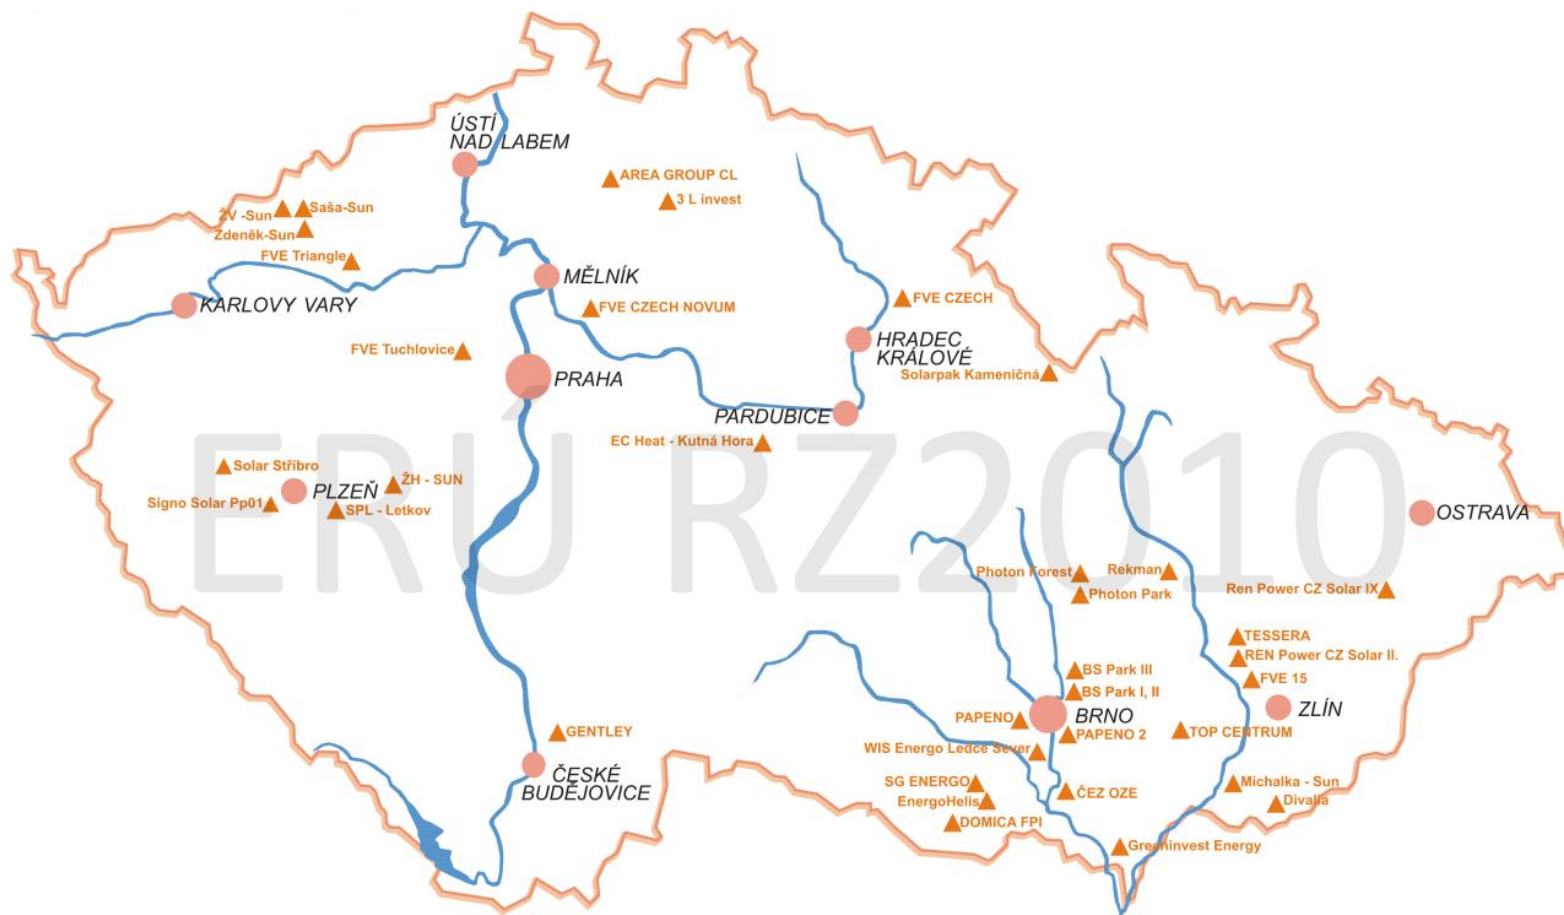 ÚSTÍ
NAD LABEM
AREA GROUP CL
3 L invest
ŽV -Sun
Saša-Sun
Zdeněk-Sun
FVE Triangle
MĚLNÍK
KARLOVY VARY
FVE CZECH NOVUM
FVE CZECH
HRADEC
KRÁLOVÉ
FVE Tuchlovice
PRAHA
Solarpak Kameničná
PARDUBICE
EC Heat - Kutná Hora
ERÚ RZ2010
Solar Stříbro
ŽH - SUN
PLZEŇ
Signo Solar Pp01
SPL - Letkov
OSTRAVA
Photon Forest
Rekman
Photon Park
Ren Power CZ Solar IX
TESSERA
REN Power CZ Solar II.
BS Park III
FVE 15
BS Park I, II
ZLÍN
PAPENO
BRNO
GENTLEY
PAPENO 2
TOP CENTRUM
WIS Energo Ledce Sever
ČESKÉ
BUDĚJOVICE
SG ENERGO
ČEZ OZE
Michalka - Sun
EnergoHelis
Divalia
DOMICA FPI
Greeninvest Energy